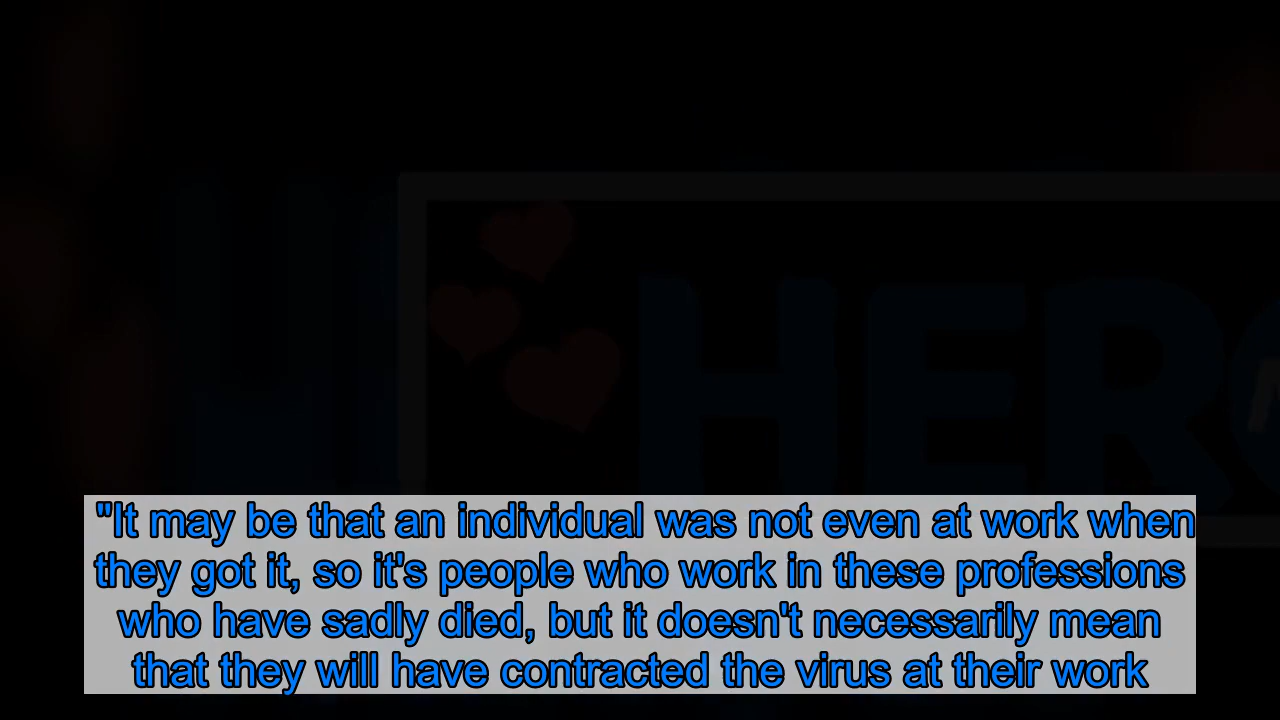 HER
"It may be that an individual was not even at work when
they got it, so it's people who work in these professions
who have sadly died, but it doesn't necessarily mean
that they will have contracted the virus at their work